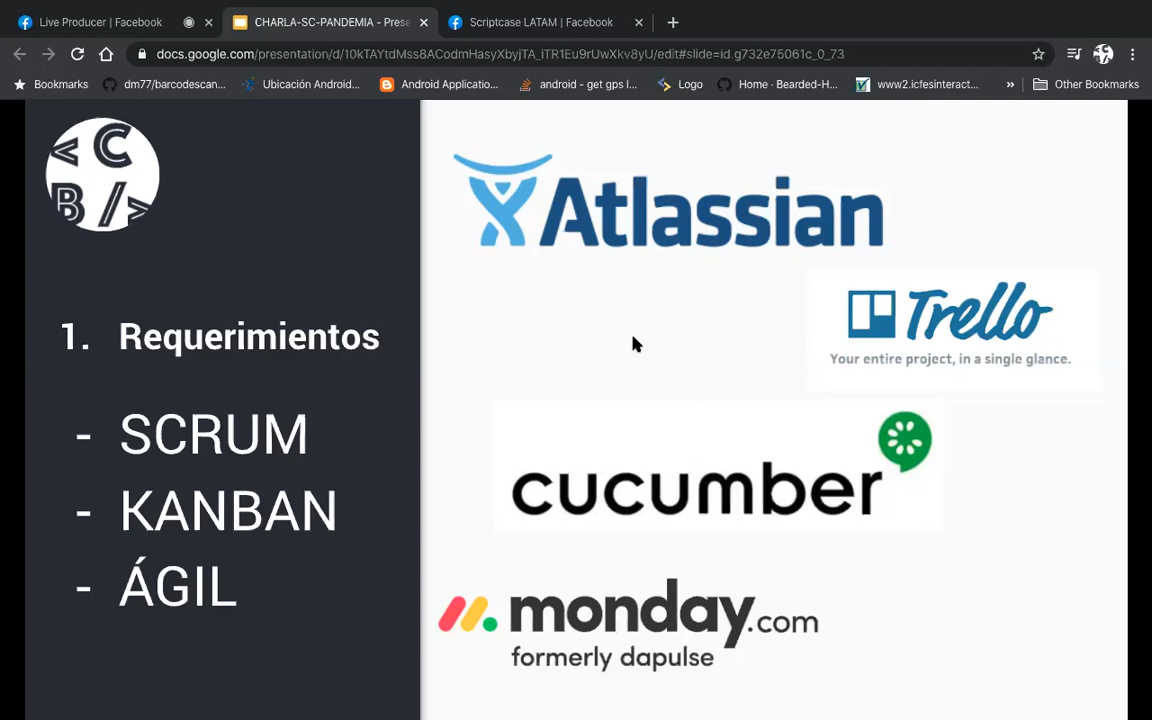 Live Producer | Facebook
CHARLA-SC-PANDEMIA - Prese
Scriptcase LATAM | Facebook
docs.google.com/presentation/d/10kTAYtdMss8ACodmHasyXbyjTA_iTR1Eu9rUwXkv8yU/edit#slide=id.g732e75061c_0_73
Bookmarks
dm77/barcodescan...
Ubicación Android...
Android Applicatio...
android - get gps l...
Logo
Home - Bearded-H...
www2.icfesinteract...
»
Other Bookmarks
<C
B/>
1. Requerimientos
- SCRUM
- KANBAN
- ÁGIL
Atlassian
Trello
Your entire project, in a single glance.
cucumber
monday.com
formerly dapulse